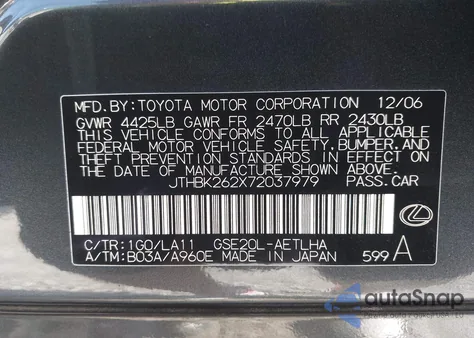 MFD. BY: TOYOTA MOTOR CORPORATION 12/06
GVWR 4425LB GAWR FR 2470LB RR 2430LB
THIS VEHICLE CONFORMS TO ALL APPLICABLE
FEDERAL MOTOR VEHICLE SAFETY, BUMPER, AND
THEFT PREVENTION STANDARDS IN EFFECT ON
THE DATE OF MANUFACTURE SHOWN ABOVE.
JTHBK262X72037979 PASS.CAR
C/TR: 1G0/LA11 GSE20L-AETLHA
A/TM: B03A/A960E MADE IN JAPAN 599 A
autoSnap